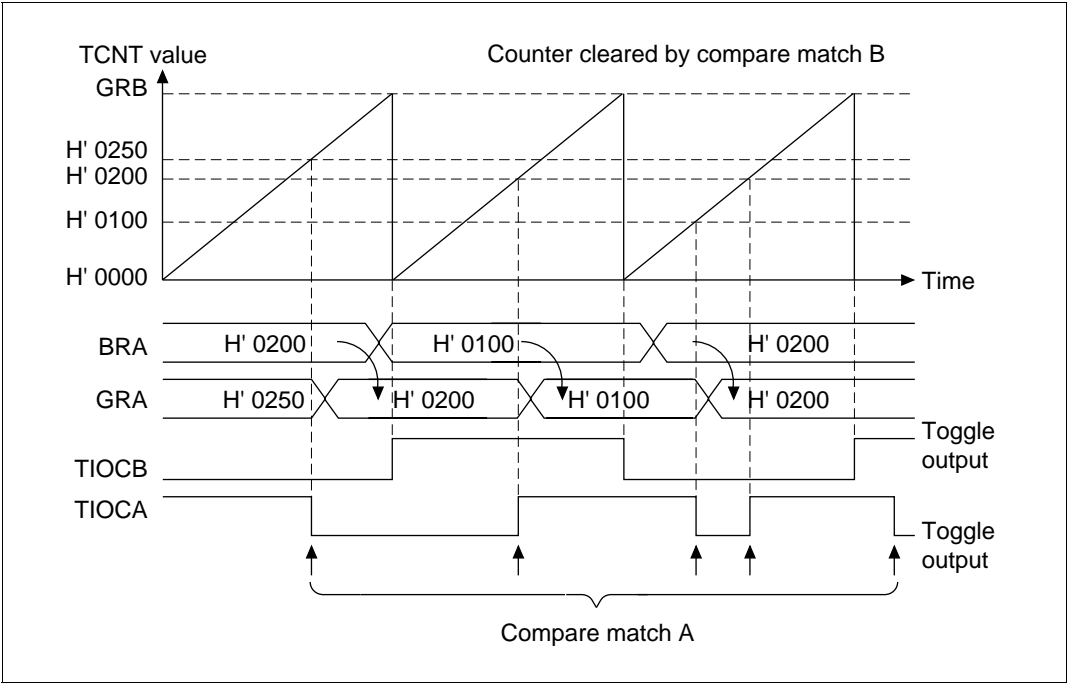 TCNT value
Counter cleared by compare match B
GRB
H' 0250
H' 0200
H' 0100
H' 0000
Time
BRA
H' 0200
H' 0100
H' 0200
GRA
H' 0250
H' 0200
H' 0100
H' 0200
TIOCB
Toggle
output
TIOCA
Toggle
output
Compare match A